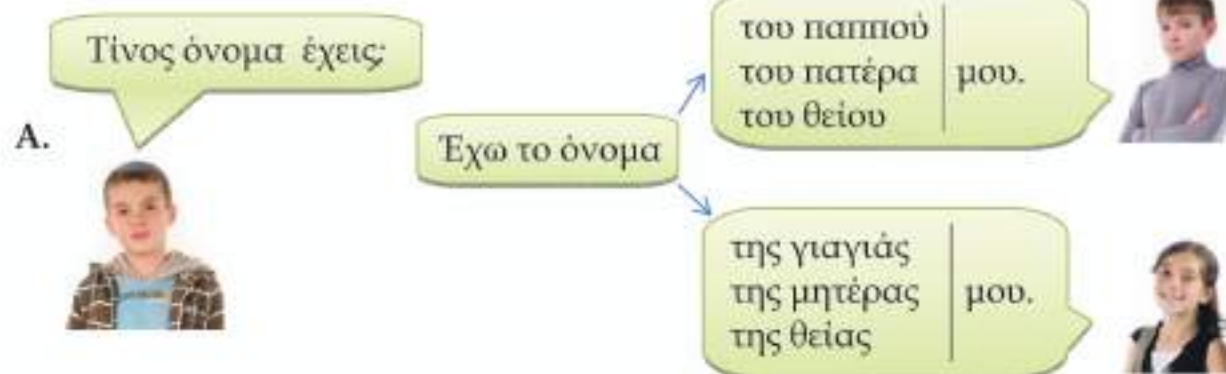 Α.
Τίνος όνομα έχεις;
Έχω το όνομα
του παππού
του πατέρα
του θείου
μου.
της γιαγιάς
της μητέρας
της θείας
μου.